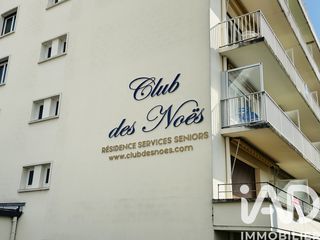 Club
des Noës
RÉSIDENCE SERVICES SENIORS
www.clubdesnoes.com
iAD
IMMOBILIER